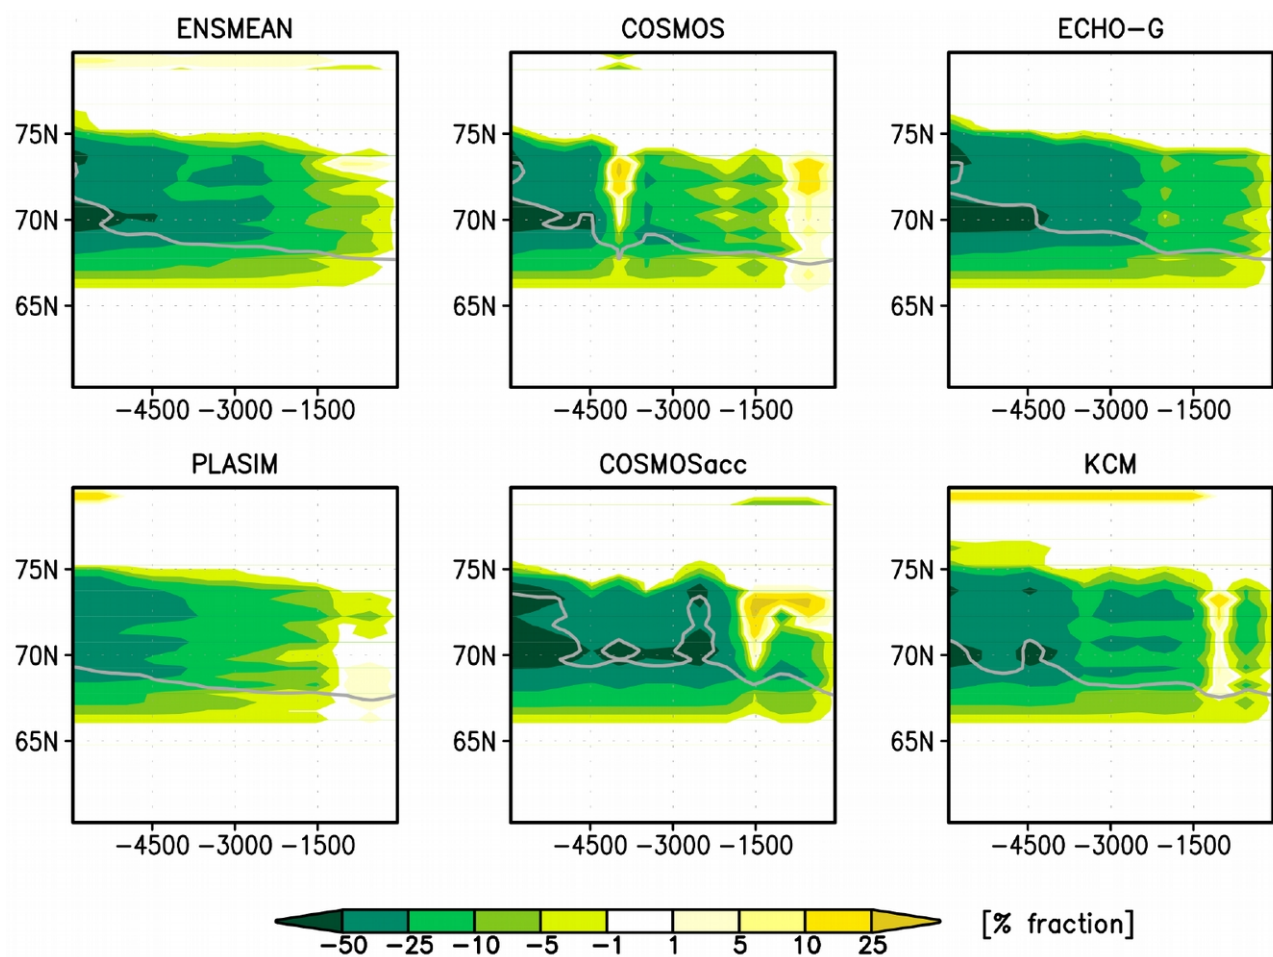 ENSMEAN COSMOS ECHO-G
75N 75N 75N
70N 70N 70N
65N 65N 65N
-4500 -3000 -1500 -4500 -3000 -1500 -4500 -3000 -1500
PLASIM COSMOSacc KCM
75N 75N 75N
70N 70N 70N
65N 65N 65N
-4500 -3000 -1500 -4500 -3000 -1500 -4500 -3000 -1500
[% fraction]
-50 -25 -10 -5 -1 1 5 10 25